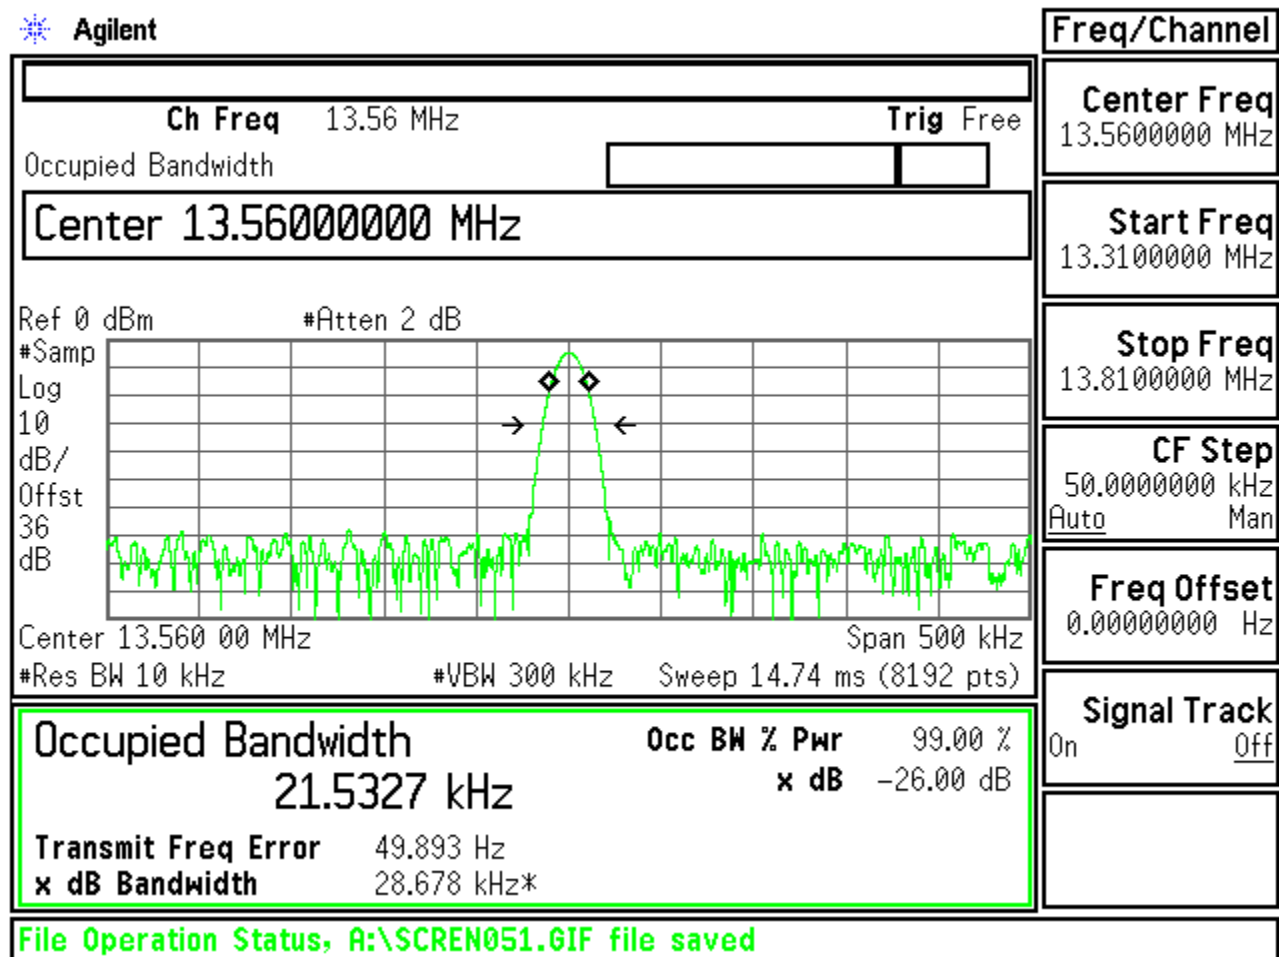 Agilent
Freq/Channel
Ch Freq 13.56 MHz Trig Free
Occupied Bandwidth
Center 13.56000000 MHz
Ref 0 dBm #Atten 2 dB
#Samp
Log
10
dB/
Offst
36
dB
Center 13.560 00 MHz Span 500 kHz
#Res BW 10 kHz #VBW 300 kHz Sweep 14.74 ms (8192 pts)
Occupied Bandwidth
21.5327 kHz
Occ BW % Pwr 99.00 %
x dB -26.00 dB
Transmit Freq Error 49.893 Hz
x dB Bandwidth 28.678 kHz*
Center Freq
13.5600000 MHz
Start Freq
13.3100000 MHz
Stop Freq
13.8100000 MHz
CF Step
50.0000000 kHz
Auto Man
Freq Offset
0.00000000 Hz
Signal Track
On Off
File Operation Status, A:\SCREN051.GIF file saved